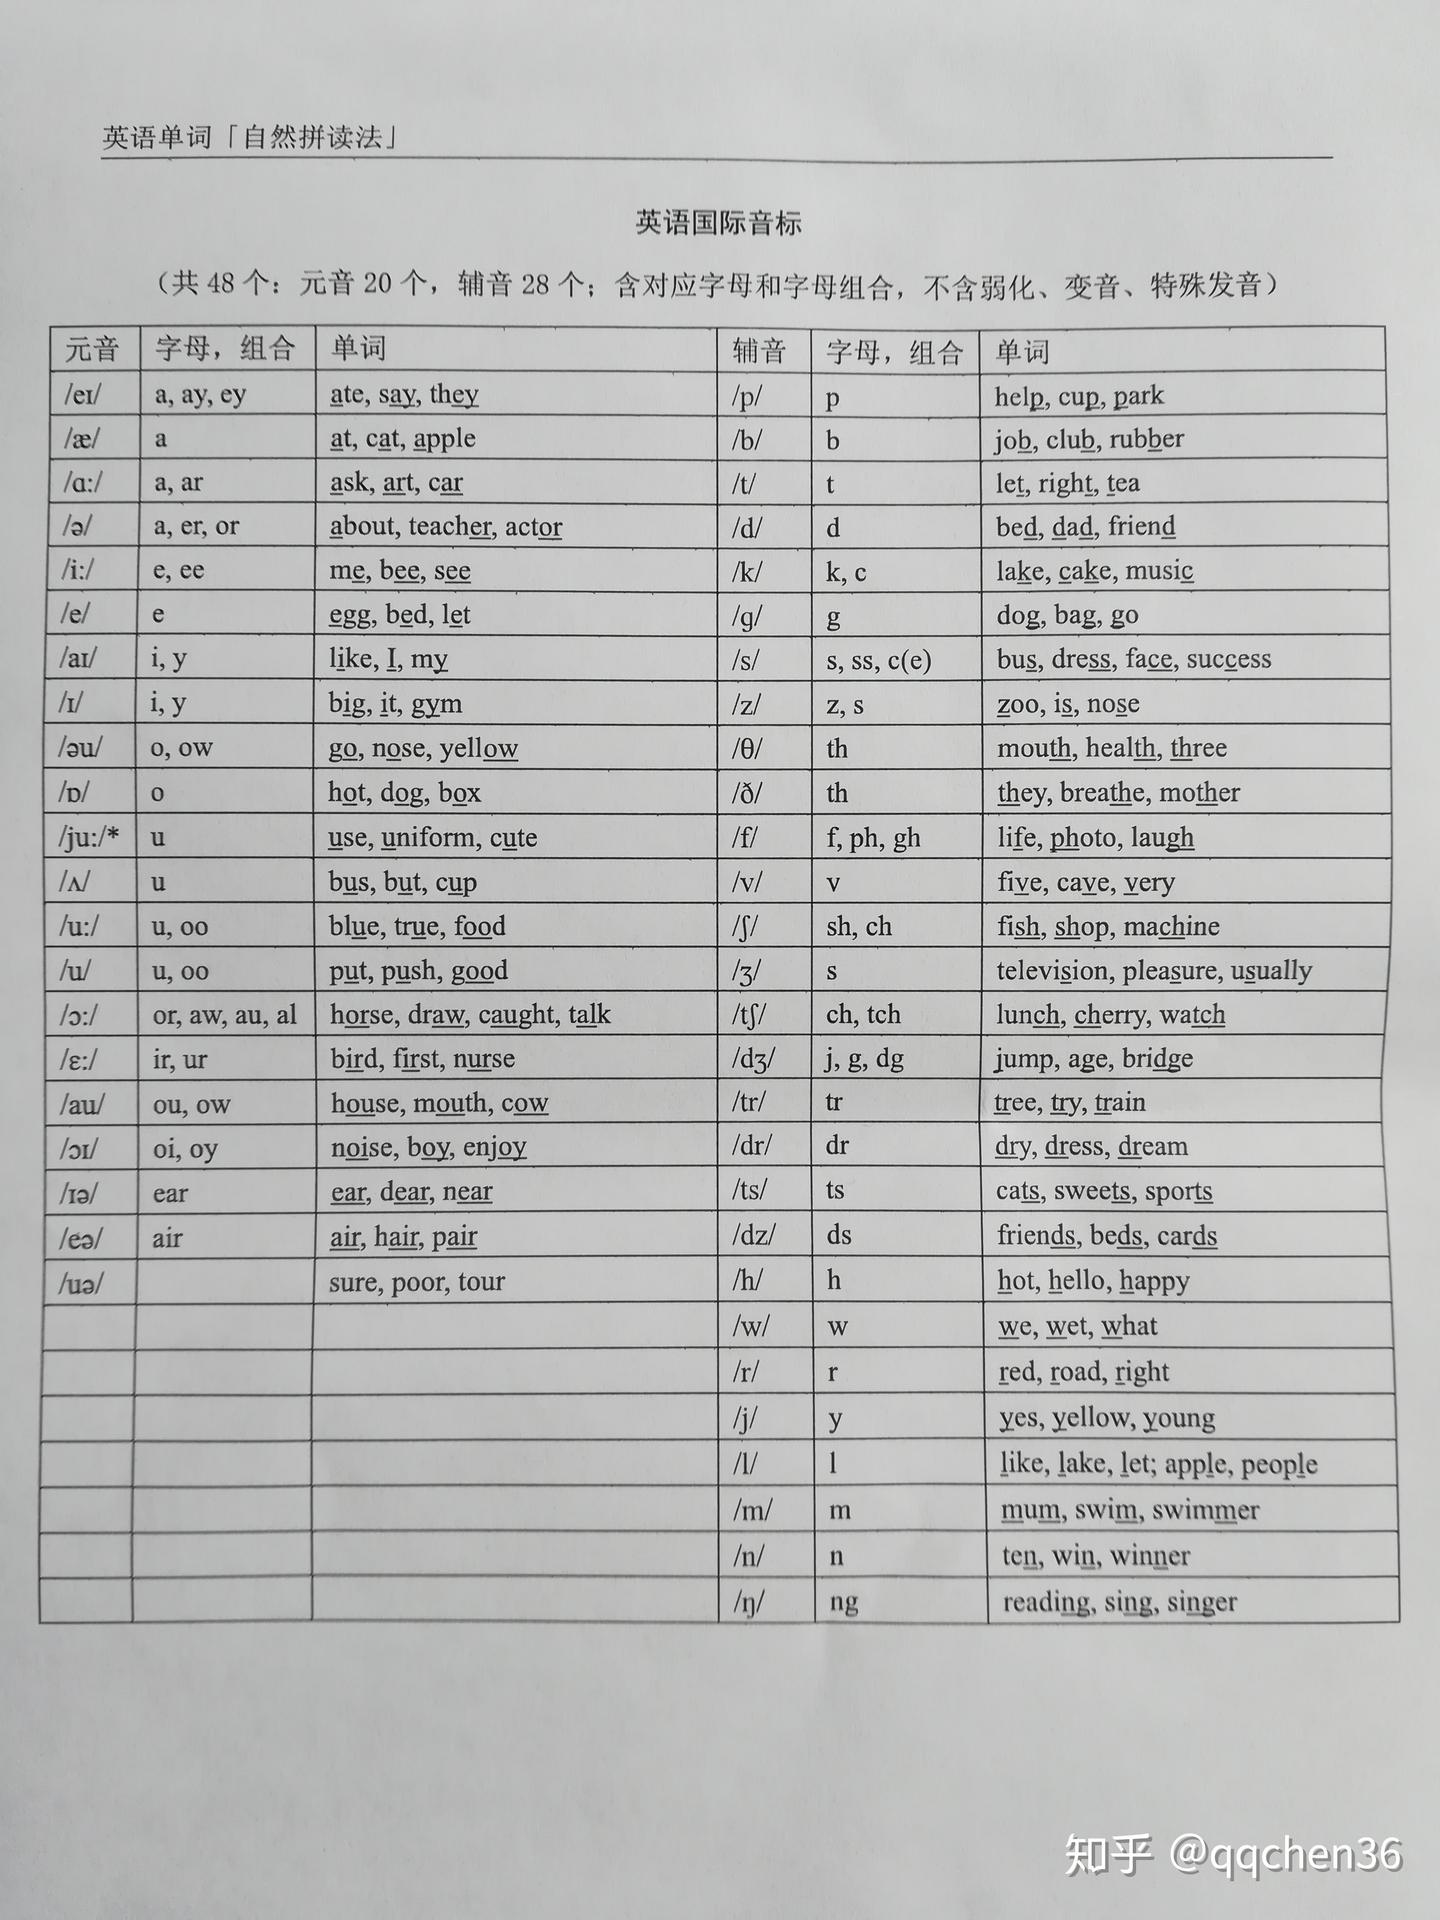 英语单词「自然拼读法」
英语国际音标
（共 48 个：元音 20 个，辅音 28 个；含对应字母和字母组合，不含弱化、变音、特殊发音）
元音 字母，组合 单词 辅音 字母，组合 单词
/eɪ/ a, ay, ey ate, say, they /p/ p help, cup, park
/æ/ a at, cat, apple /b/ b job, club, rubber
/ɑ:/ a, ar ask, art, car /t/ t let, right, tea
/ə/ a, er, or about, teacher, actor /d/ d bed, dad, friend
/i:/ e, ee me, bee, see /k/ k, c lake, cake, music
/e/ e egg, bed, let /ɡ/ g dog, bag, go
/aɪ/ i, y like, I, my /s/ s, ss, c(e) bus, dress, face, success
/ɪ/ i, y big, it, gym /z/ z, s zoo, is, nose
/əu/ o, ow go, nose, yellow /θ/ th mouth, health, three
/ɒ/ o hot, dog, box /ð/ th they, breathe, mother
/ju:/* u use, uniform, cute /f/ f, ph, gh life, photo, laugh
/ʌ/ u bus, but, cup /v/ v five, cave, very
/u:/ u, oo blue, true, food /ʃ/ sh, ch fish, shop, machine
/u/ u, oo put, push, good /ʒ/ s television, pleasure, usually
/ɔ:/ or, aw, au, al horse, draw, caught, talk /tʃ/ ch, tch lunch, cherry, watch
/ɛ:/ ir, ur bird, first, nurse /dʒ/ j, g, dg jump, age, bridge
/au/ ou, ow house, mouth, cow /tr/ tr tree, try, train
/ɔɪ/ oi, oy noise, boy, enjoy /dr/ dr dry, dress, dream
/ɪə/ ear ear, dear, near /ts/ ts cats, sweets, sports
/eə/ air air, hair, pair /dz/ ds friends, beds, cards
/uə/ sure, poor, tour /h/ h hot, hello, happy
/w/ w we, wet, what
/r/ r red, road, right
/j/ y yes, yellow, young
/l/ l like, lake, let; apple, people
/m/ m mum, swim, swimmer
/n/ n ten, win, winner
/ŋ/ ng reading, sing, singer
知乎 @qqchen36